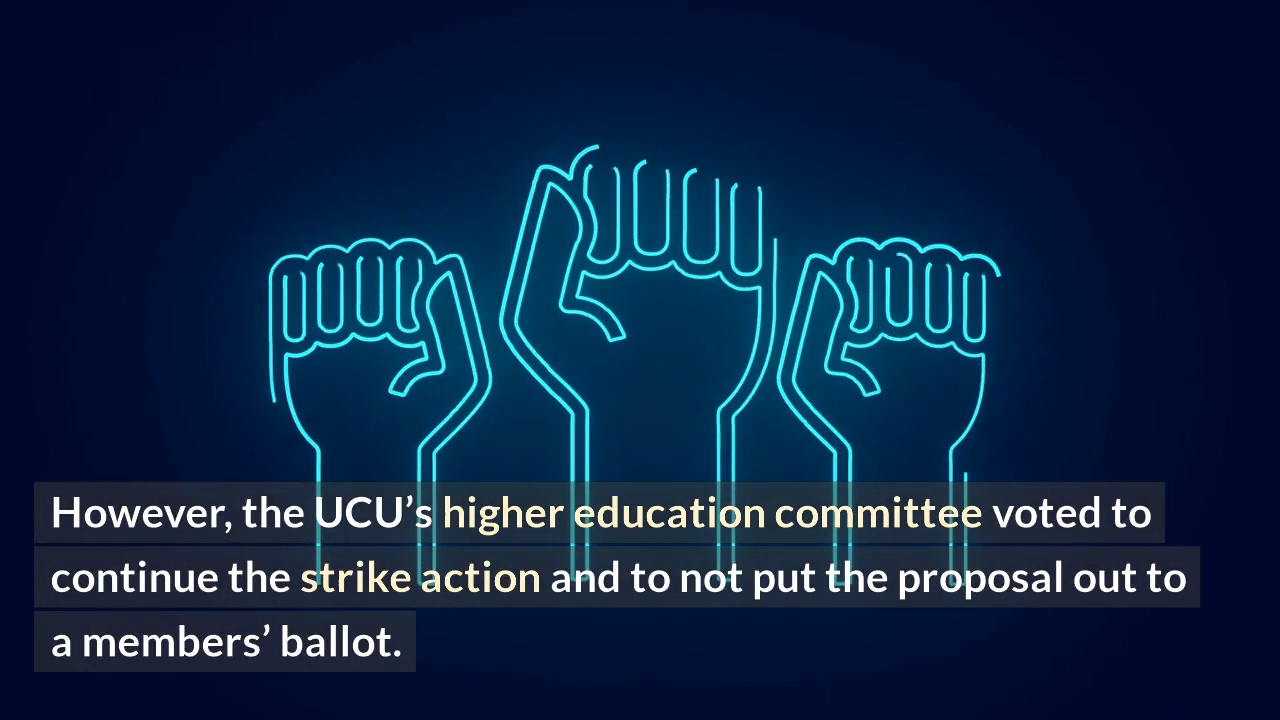 However, the UCU’s higher education committee voted to
continue the strike action and to not put the proposal out to
a members’ ballot.